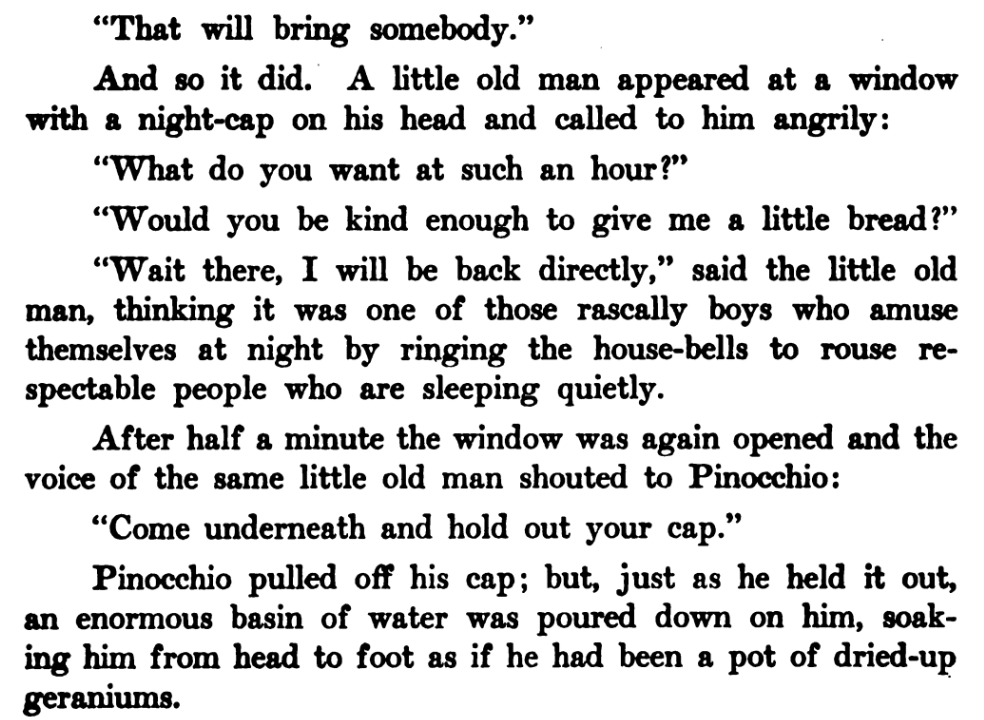 “That will bring somebody.”
And so it did. A little old man appeared at a window
with a night-cap on his head and called to him angrily:
“What do you want at such an hour?”
“Would you be kind enough to give me a little bread?”
“Wait there, I will be back directly,” said the little old
man, thinking it was one of those rascally boys who amuse
themselves at night by ringing the house-bells to rouse re-
spectable people who are sleeping quietly.
After half a minute the window was again opened and the
voice of the same little old man shouted to Pinocchio:
“Come underneath and hold out your cap.”
Pinocchio pulled off his cap; but, just as he held it out,
an enormous basin of water was poured down on him, soak-
ing him from head to foot as if he had been a pot of dried-up
geraniums.